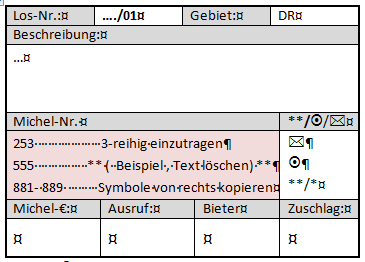 Los-Nr.:¤ ..../01¤ Gebiet:¤ DR¤
Beschreibung:¤
...¤
Michel-Nr.¤ **/⦿/✉¤
253·····················3-reihig·einzutragen¶ ✉¶
555·················**·(··Beispiel·,·Text·löschen)·**¶ ⦿¶
881·-·889···········Symbole·von·rechts·kopieren¤ **/*¤
Michel-€:¤ Ausruf:¤ Bieter¤ Zuschlag:¤
¤ ¤ ¤ ¤